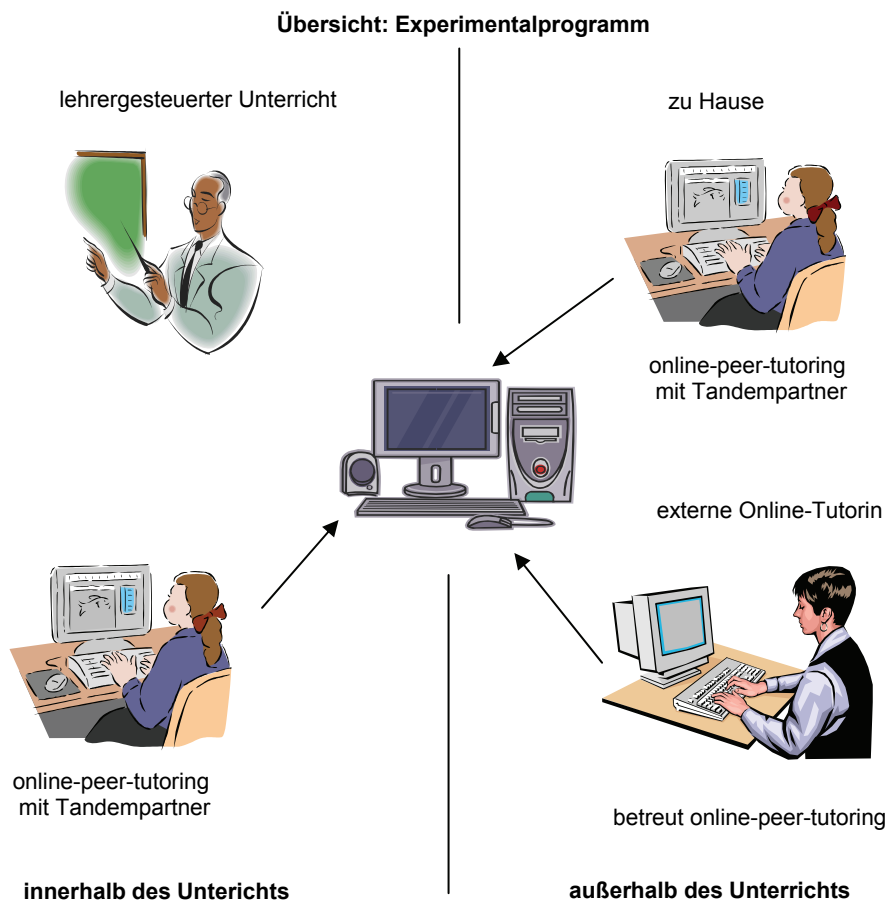 Übersicht: Experimentalprogramm
lehrergesteuerter Unterricht
zu Hause
online-peer-tutoring
mit Tandempartner
externe Online-Tutorin
online-peer-tutoring
mit Tandempartner
betreut online-peer-tutoring
innerhalb des Unterichts
außerhalb des Unterrichts